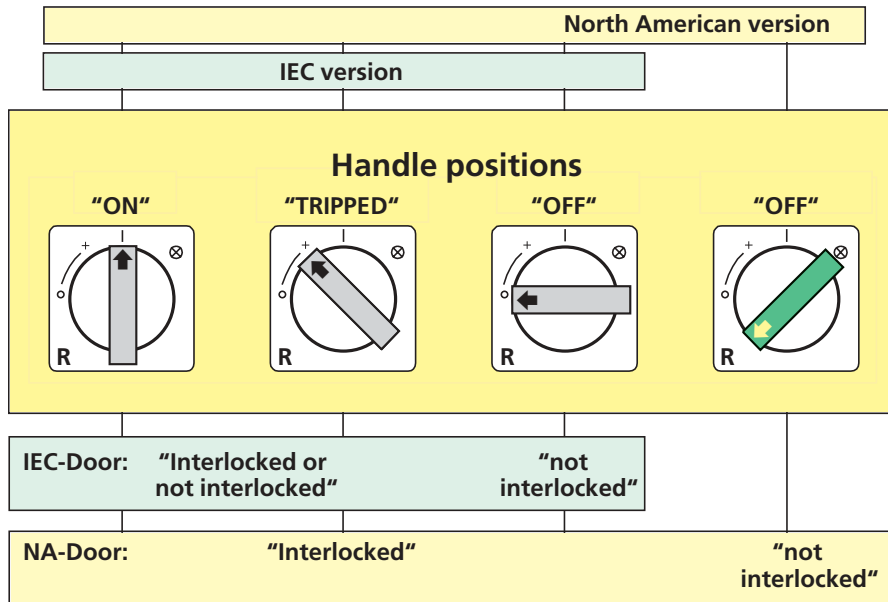 North American version
IEC version
Handle positions
“ON“ “TRIPPED“ “OFF“ “OFF“
+ I + I + I + I
O O O O
R R R R
IEC-Door: “Interlocked or “not
not interlocked“ interlocked“
NA-Door: “Interlocked“ “not
interlocked“